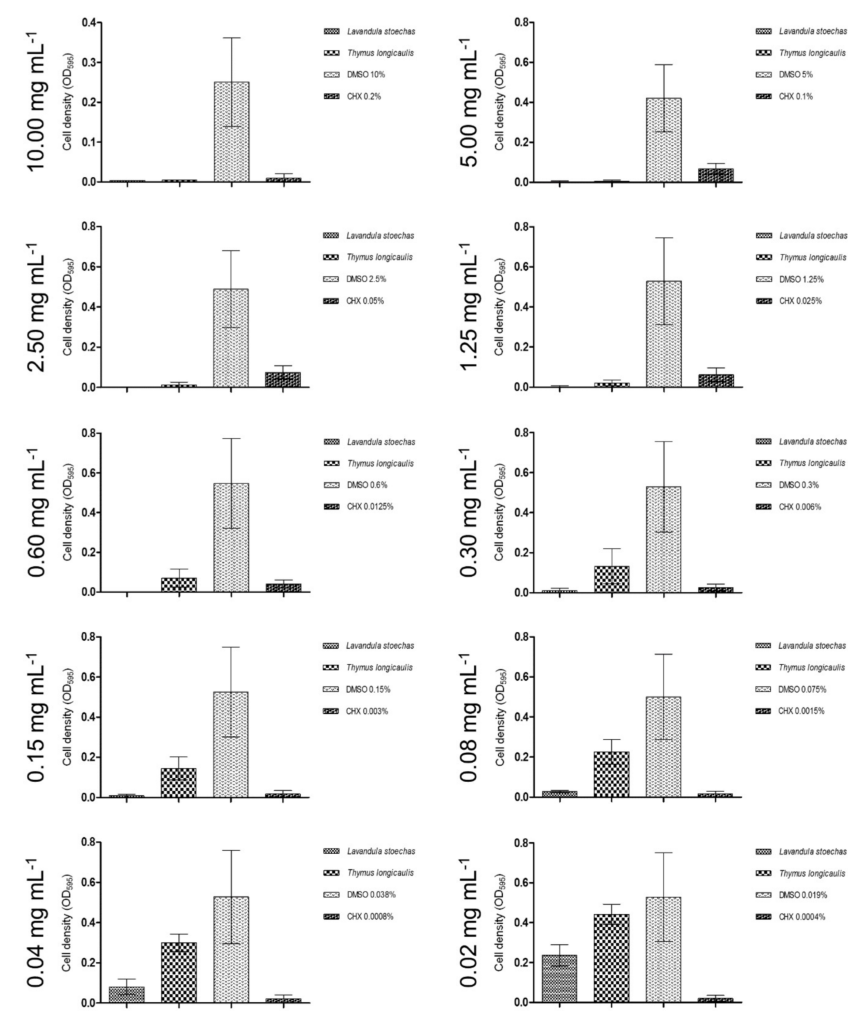 10.00 mg mL-1
Cell density (OD595)
0.4
0.3
0.2
0.1
0.0
Lavandula stoechas
Thymus longicaulis
DMSO 10%
CHX 0.2%
5.00 mg mL-1
Cell density (OD595)
0.8
0.6
0.4
0.2
0.0
Lavandula stoechas
Thymus longicaulis
DMSO 5%
CHX 0.1%
2.50 mg mL-1
Cell density (OD595)
0.8
0.6
0.4
0.2
0.0
Lavandula stoechas
Thymus longicaulis
DMSO 2.5%
CHX 0.05%
1.25 mg mL-1
Cell density (OD595)
0.8
0.6
0.4
0.2
0.0
Lavandula stoechas
Thymus longicaulis
DMSO 1.25%
CHX 0.025%
0.60 mg mL-1
Cell density (OD595)
0.8
0.6
0.4
0.2
0.0
Lavandula stoechas
Thymus longicaulis
DMSO 0.6%
CHX 0.0125%
0.30 mg mL-1
Cell density (OD595)
0.8
0.6
0.4
0.2
0.0
Lavandula stoechas
Thymus longicaulis
DMSO 0.3%
CHX 0.006%
0.15 mg mL-1
Cell density (OD595)
0.8
0.6
0.4
0.2
0.0
Lavandula stoechas
Thymus longicaulis
DMSO 0.15%
CHX 0.003%
0.08 mg mL-1
Cell density (OD595)
0.8
0.6
0.4
0.2
0.0
Lavandula stoechas
Thymus longicaulis
DMSO 0.075%
CHX 0.0015%
0.04 mg mL-1
Cell density (OD595)
0.8
0.6
0.4
0.2
0.0
Lavandula stoechas
Thymus longicaulis
DMSO 0.038%
CHX 0.0008%
0.02 mg mL-1
Cell density (OD595)
0.8
0.6
0.4
0.2
0.0
Lavandula stoechas
Thymus longicaulis
DMSO 0.019%
CHX 0.0004%